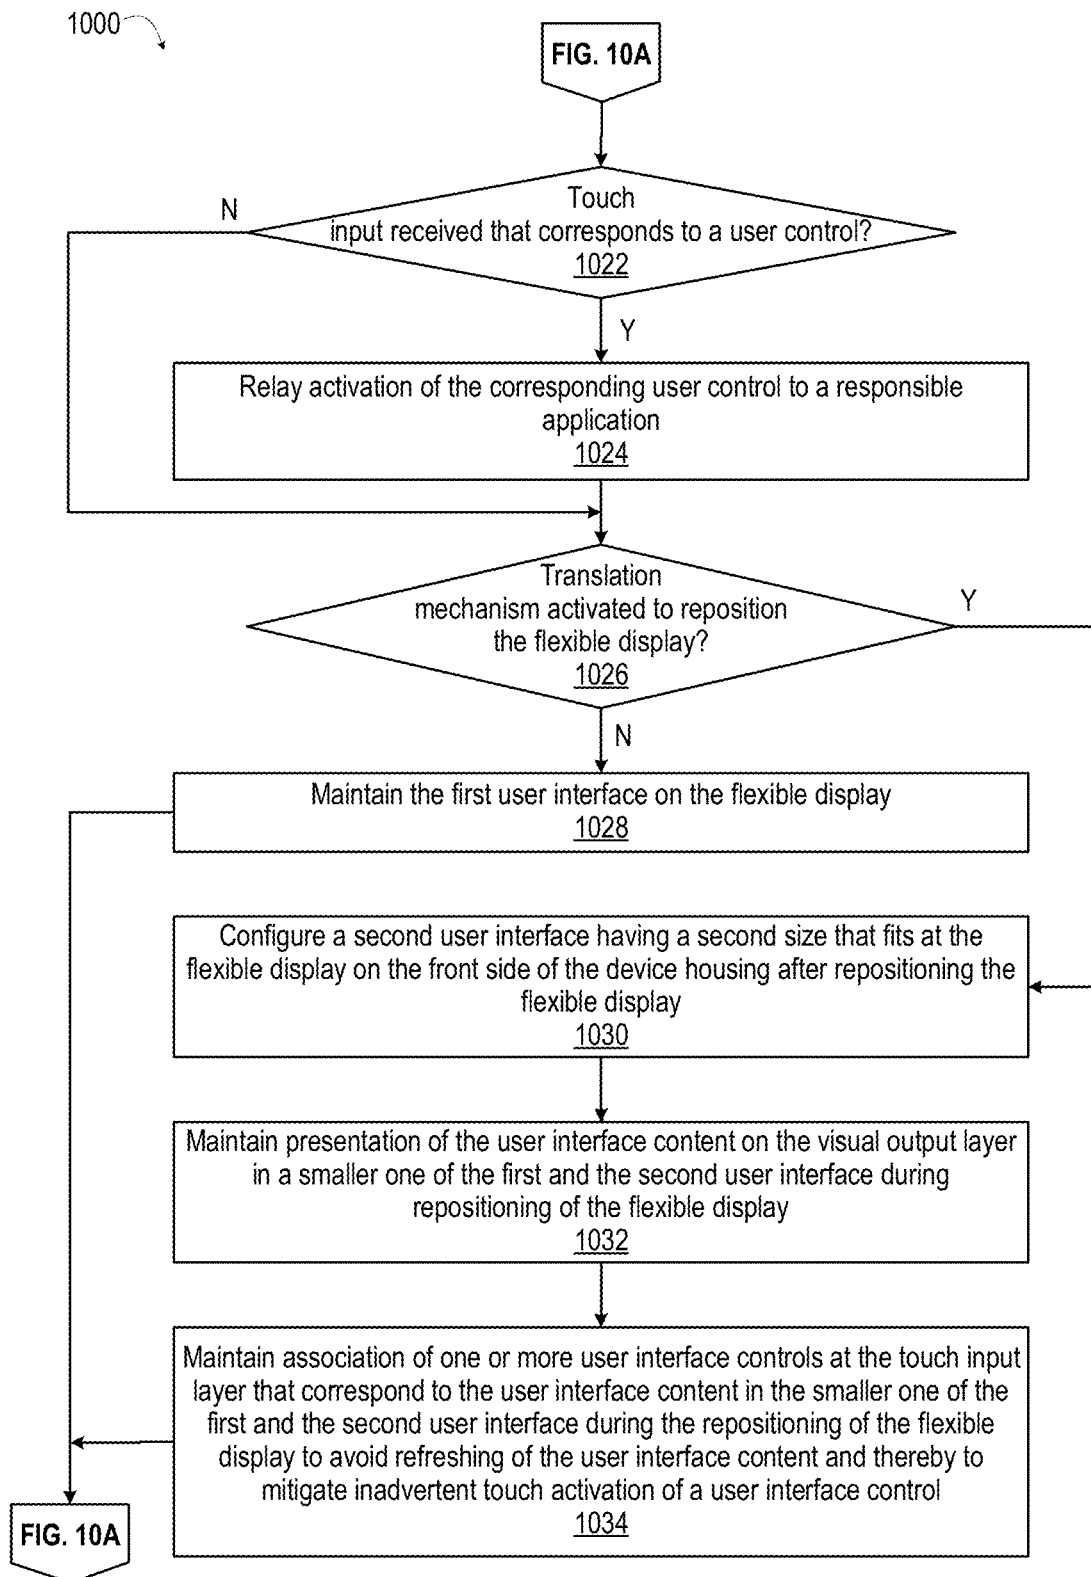 1000
FIG. 10A
Touch
input received that corresponds to a user control?
1022
N
Y
Relay activation of the corresponding user control to a responsible
application
1024
Translation
mechanism activated to reposition
the flexible display?
1026
Y
N
Maintain the first user interface on the flexible display
1028
Configure a second user interface having a second size that fits at the
flexible display on the front side of the device housing after repositioning the
flexible display
1030
Maintain presentation of the user interface content on the visual output layer
in a smaller one of the first and the second user interface during
repositioning of the flexible display
1032
Maintain association of one or more user interface controls at the touch input
layer that correspond to the user interface content in the smaller one of the
first and the second user interface during the repositioning of the flexible
display to avoid refreshing of the user interface content and thereby to
mitigate inadvertent touch activation of a user interface control
1034
FIG. 10A